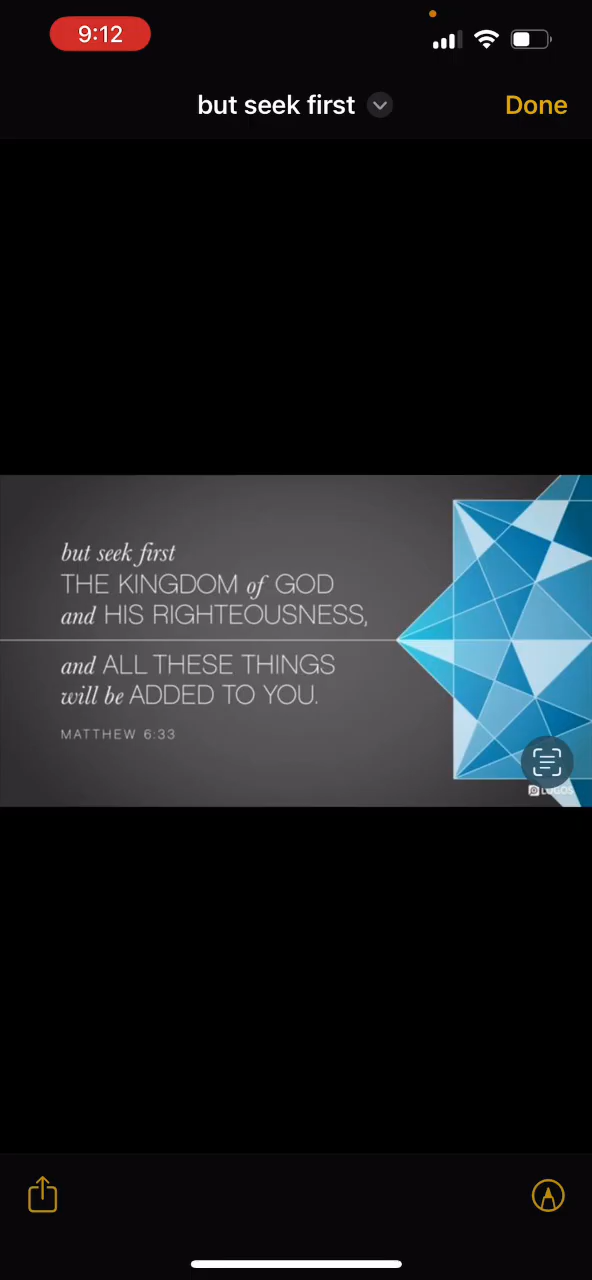 9:12
but seek first
Done
but seek first
THE KINGDOM of GOD
and HIS RIGHTEOUSNESS,
and ALL THESE THINGS
will be ADDED TO YOU.
MATTHEW 6:33